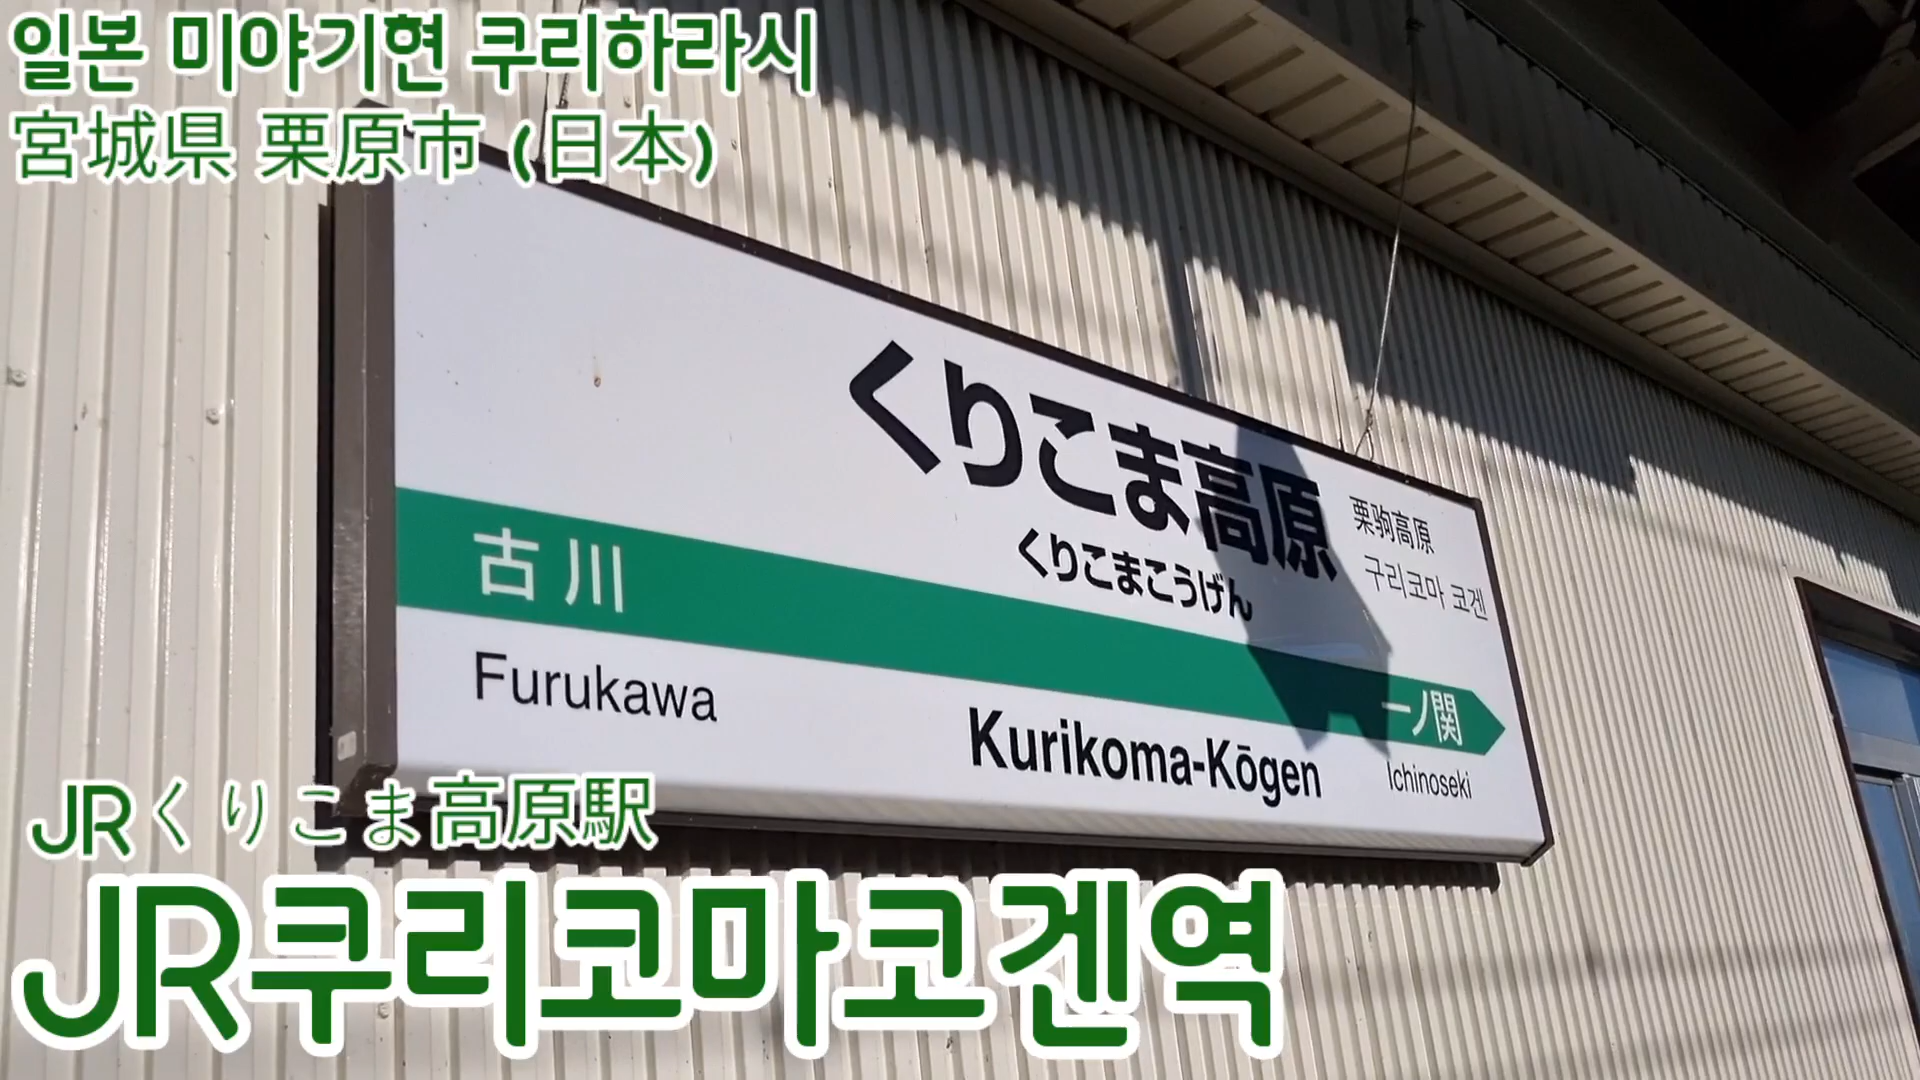 일본 미야기현 쿠리하라시
宮城県 栗原市 (日本)
くりこま高原
栗駒高原
くりこまこうげん
구리코마 코겐
古川
一ノ関
Furukawa
Kurikoma-Kōgen
Ichinoseki
JRくりこま高原駅
JR쿠리코마코겐역